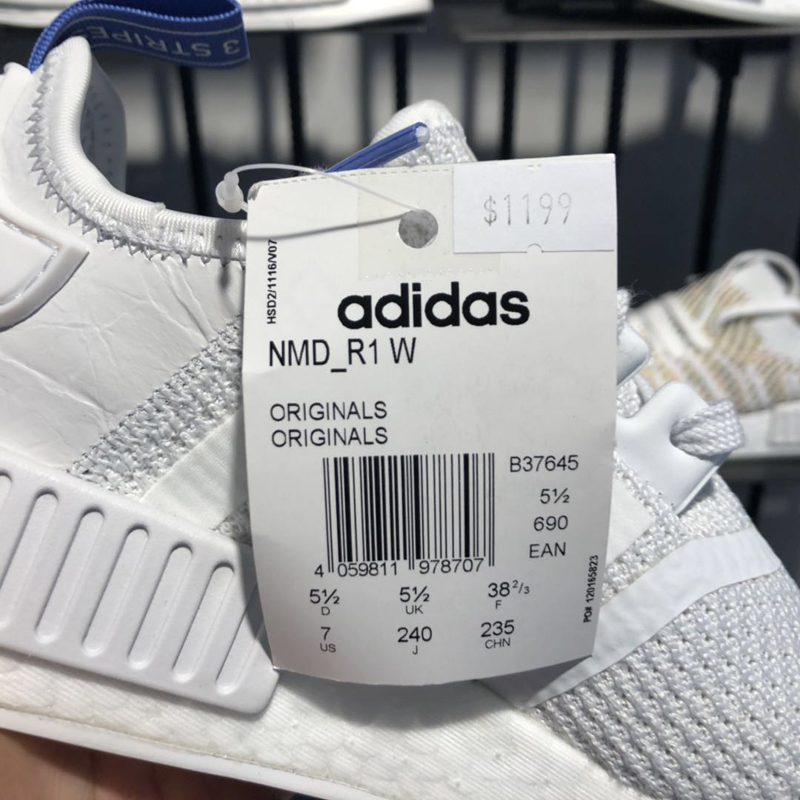 3 STRIPE
$1199
HSD2/1116/V07
adidas
NMD_R1 W
ORIGINALS
ORIGINALS
B37645
5½
690
EAN
4 059811 978707
5½ 5½ 38⅔
D UK F
7 240 235
US J CHN
PO# 120165823